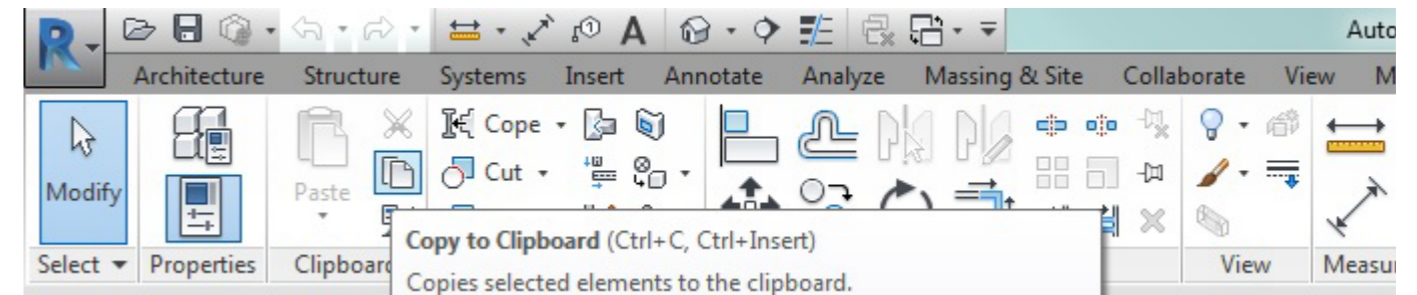 R
A
Auto
Architecture Structure Systems Insert Annotate Analyze Massing & Site Collaborate View M
Modify Paste Cope Cut
Select Properties Clipboard View Measu
Copy to Clipboard (Ctrl+C, Ctrl+Insert)
Copies selected elements to the clipboard.